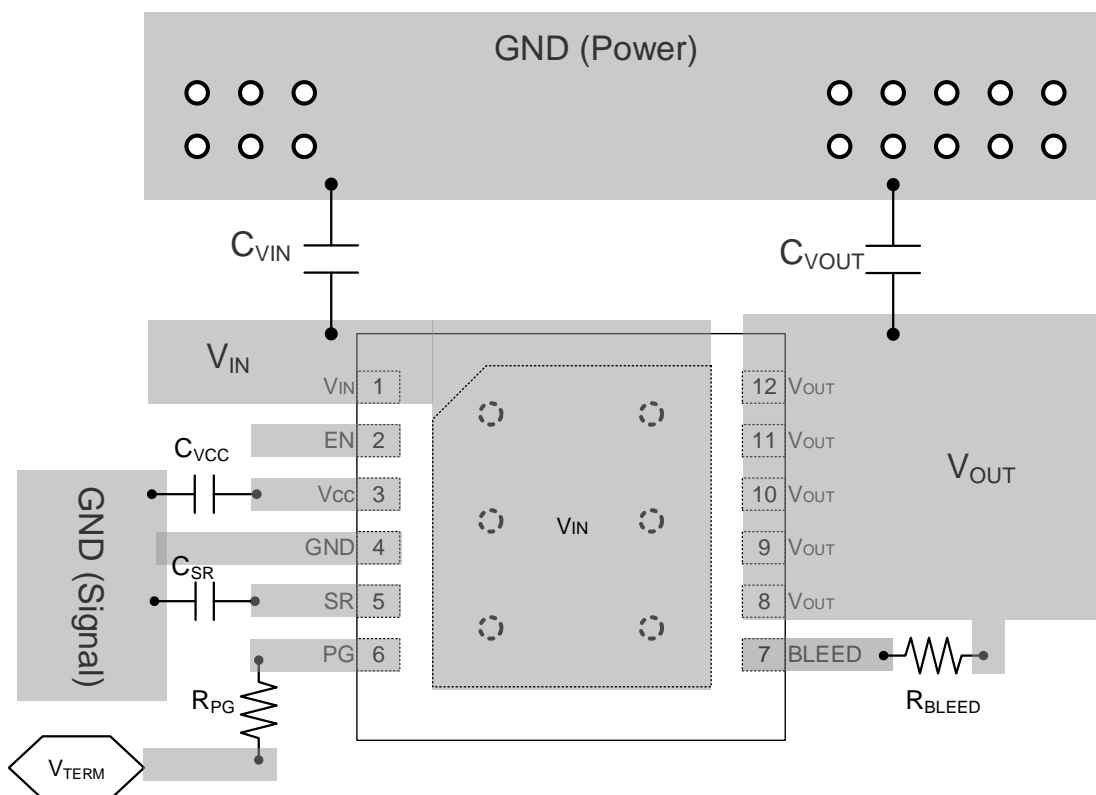 GND (Power)
CVIN
CVOUT
VIN
VIN 1
12 VOUT
EN 2
11 VOUT
CVCC
VCC 3
10 VOUT
VOUT
GND (Signal)
GND 4
VIN
9 VOUT
CSR
SR 5
8 VOUT
PG 6
7 BLEED
RPG
RBLEED
VTERM